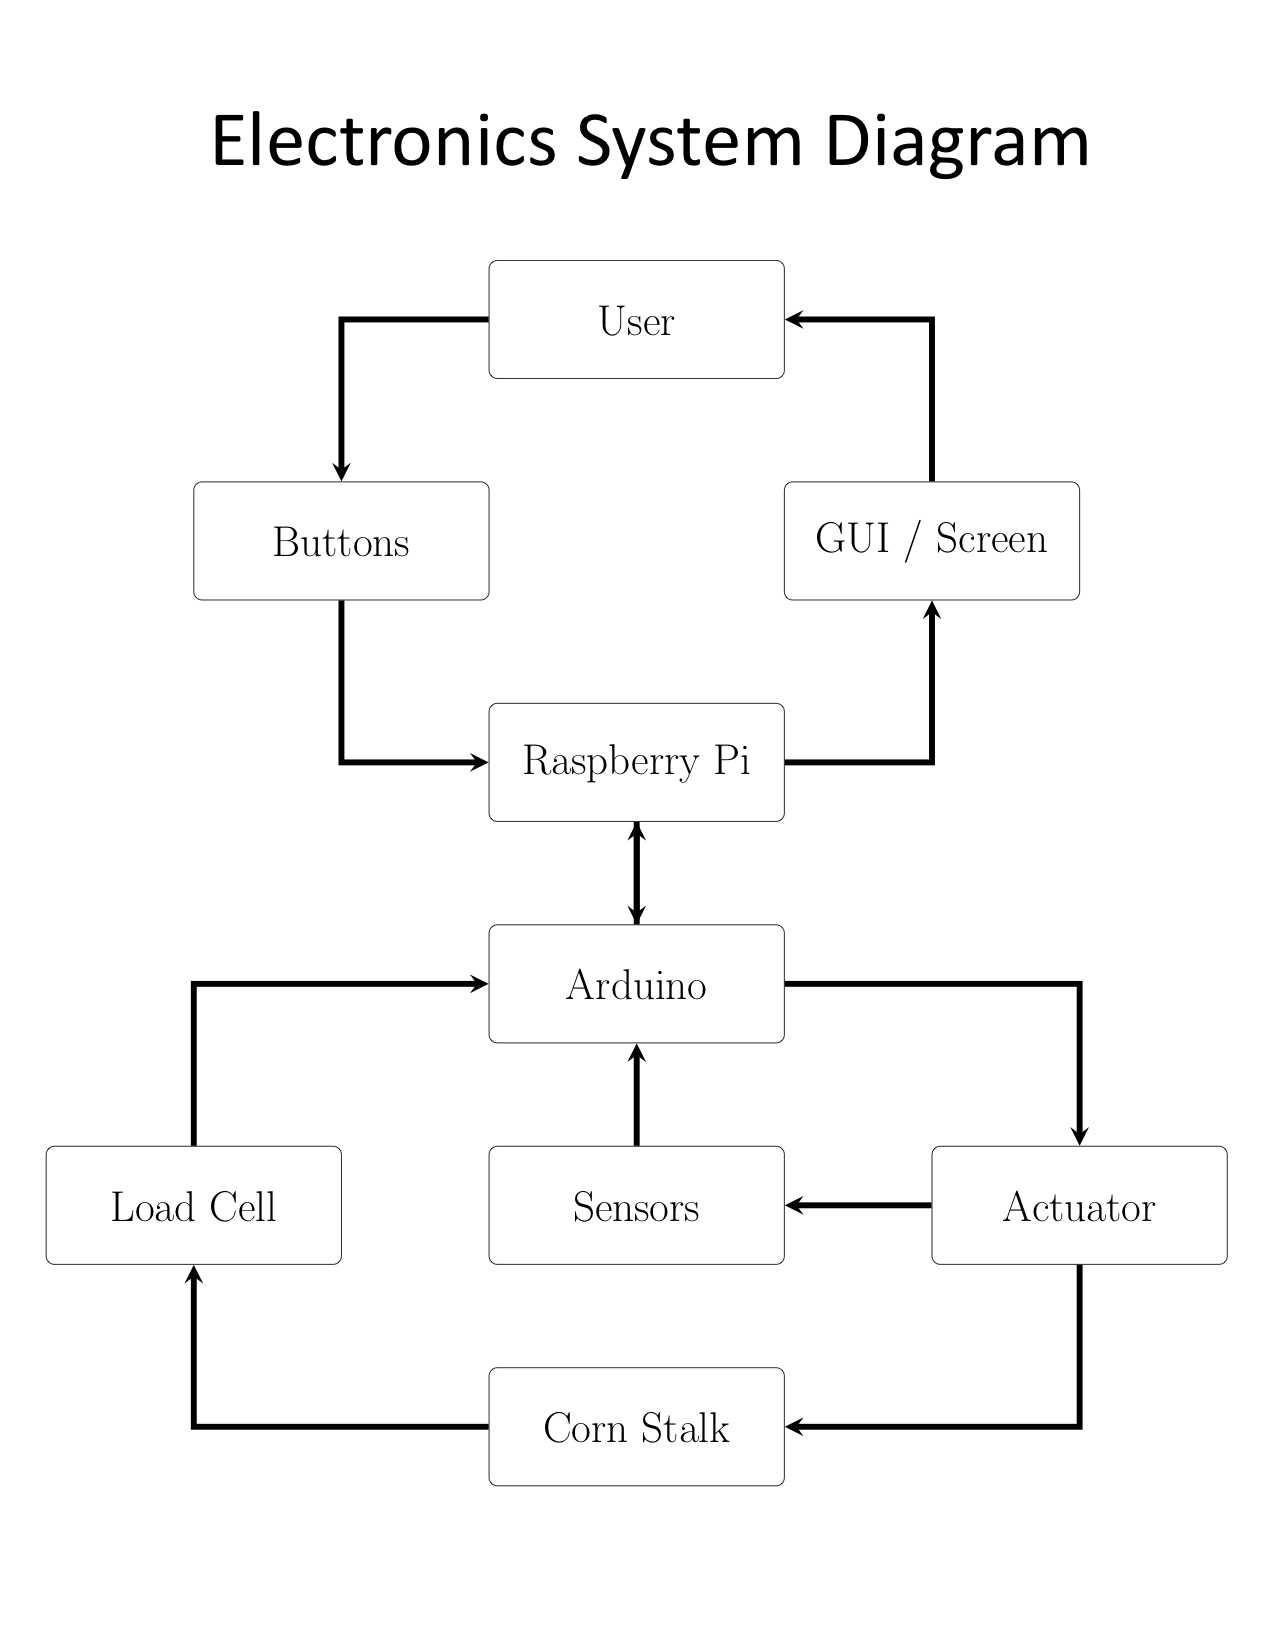 Electronics System Diagram
User
Buttons
GUI / Screen
Raspberry Pi
Arduino
Load Cell
Sensors
Actuator
Corn Stalk